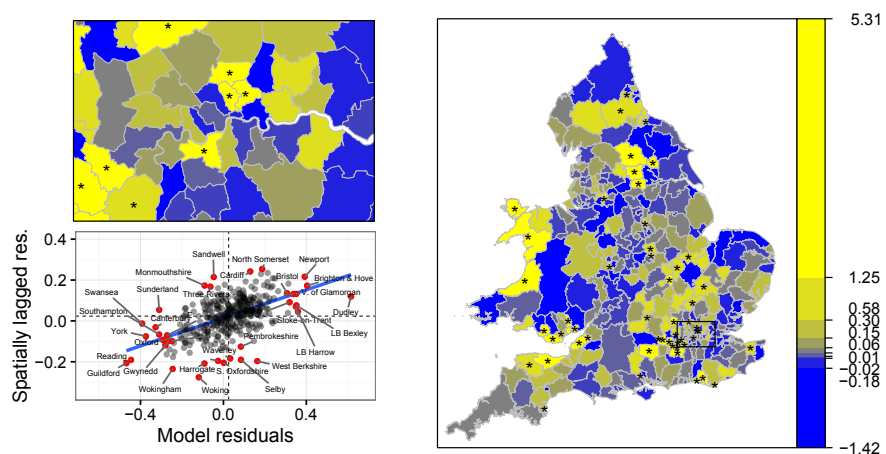 5.31
1.25
0.58
0.30
0.15
0.06
0.01
−0.02
−0.18
−1.42
Spatially lagged res.
0.4
0.2
0.0
−0.2
−0.4
0.0
0.4
Model residuals
Sandwell
North Somerset
Newport
Monmouthshire
Cardiff
Bristol
Brighton & Hove
Sunderland
Three Rivers
V. of Glamorgan
Swansea
Southampton
Canterbury
Stoke-on-Trent
Dudley
York
Oxford
Pembrokeshire
LB Bexley
Waverley
LB Harrow
Reading
Gwynedd
Harrogate
S. Oxfordshire
West Berkshire
Guildford
Wokingham
Woking
Selby